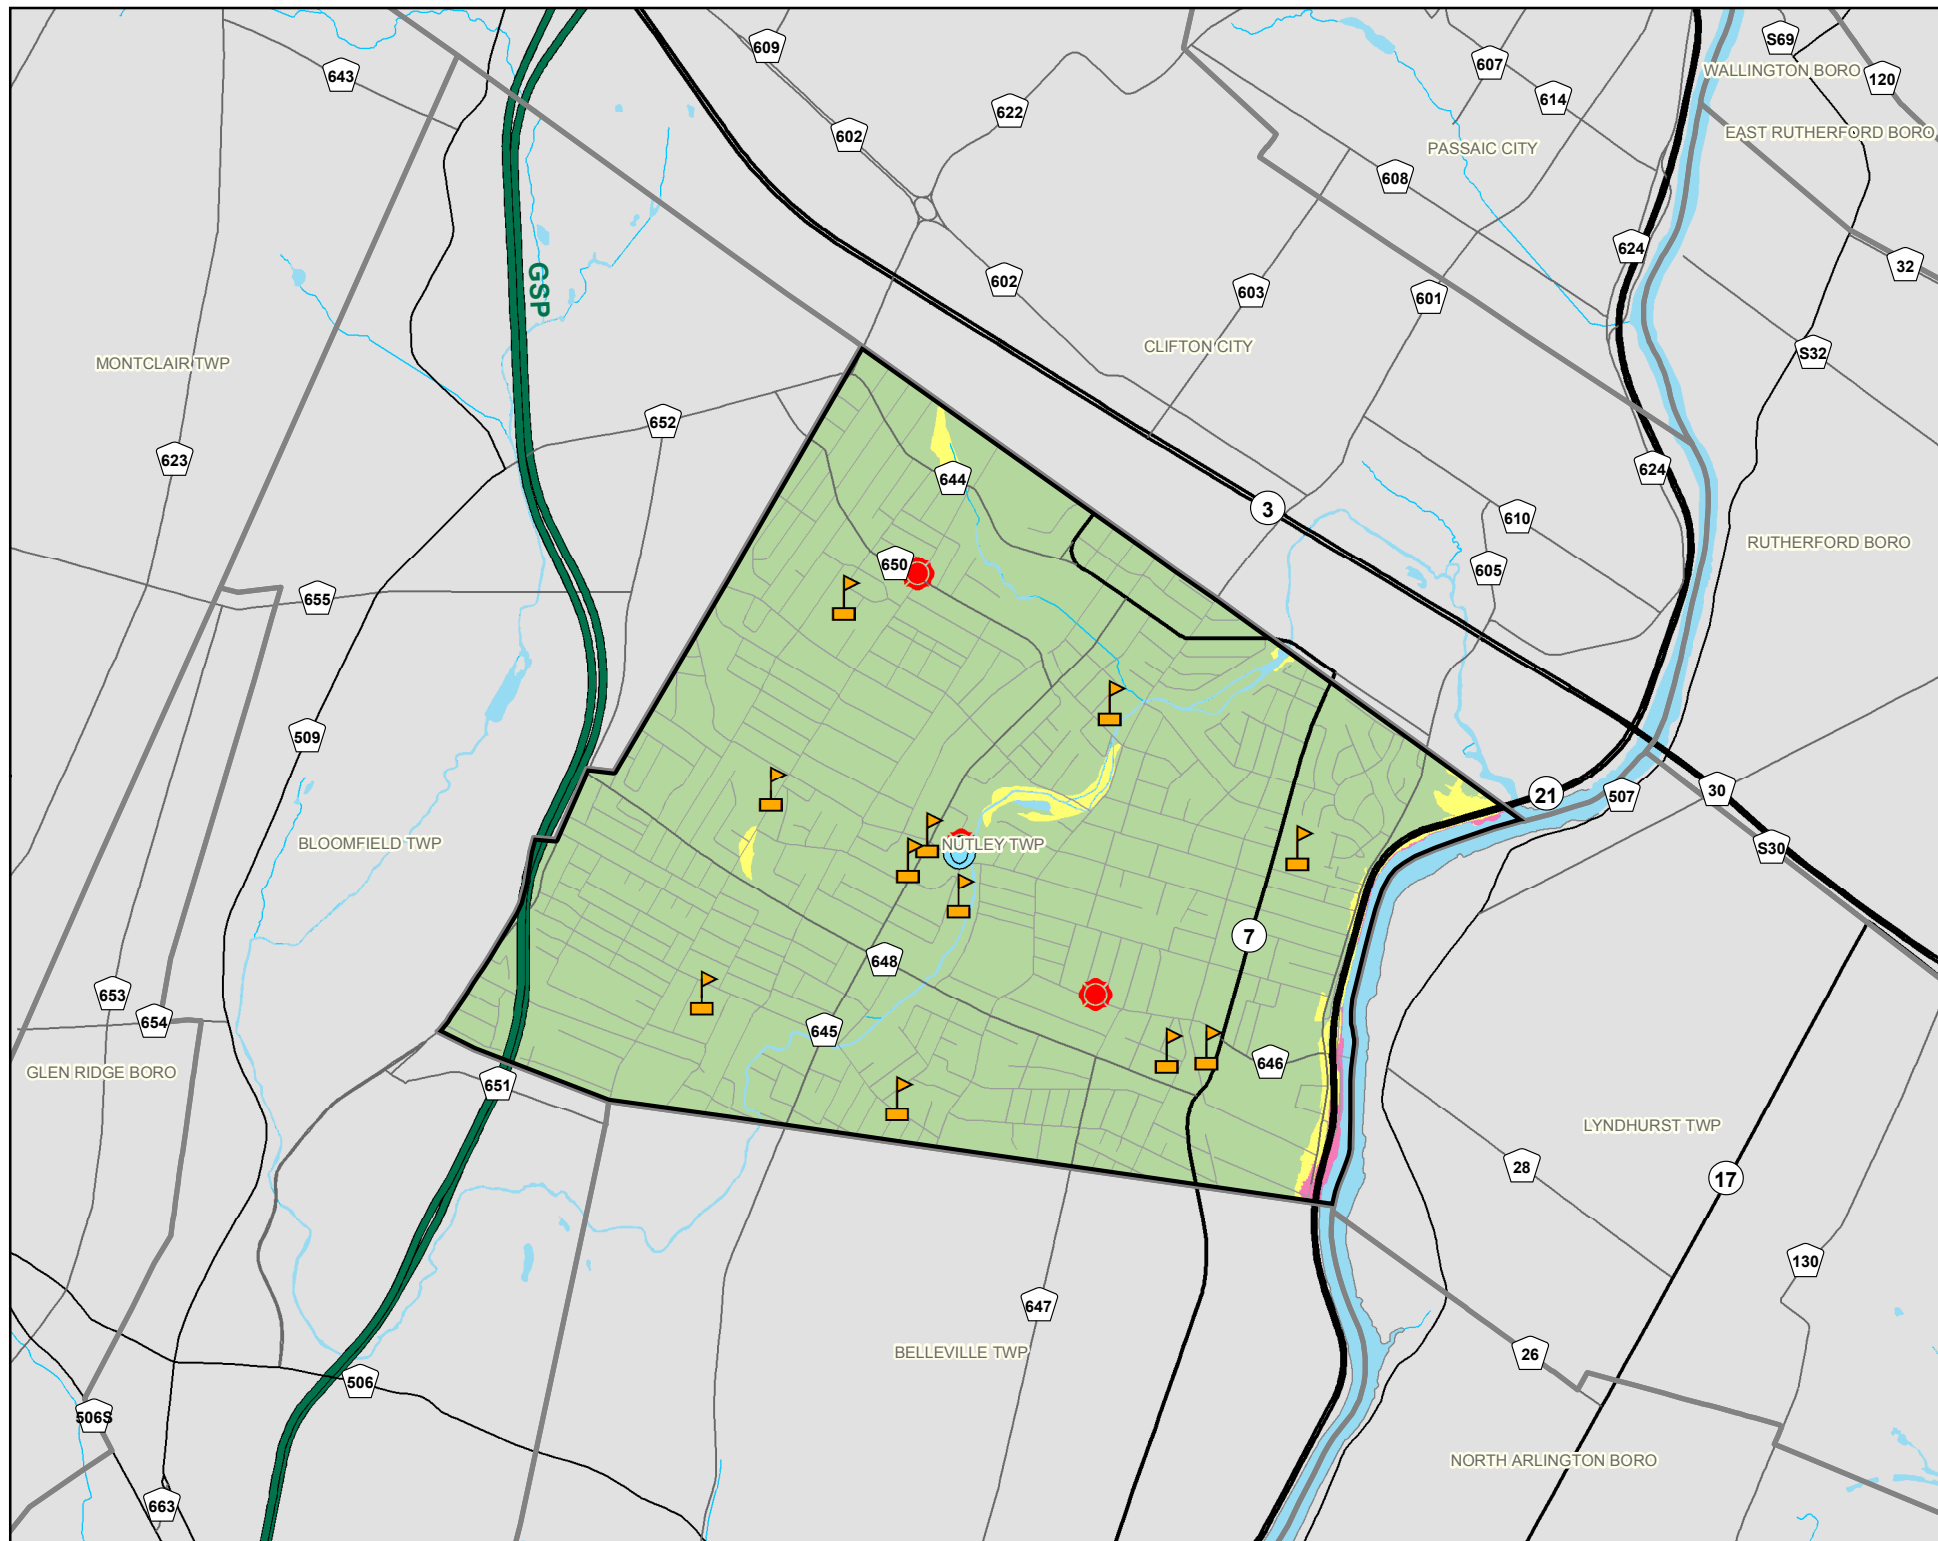 609
S69
643
607
WALLINGTON BORO
120
614
622
602
EAST RUTHERFORD BORO
PASSAIC CITY
608
624
32
GSP
602
603
601
CLIFTON CITY
S32
MONTCLAIR TWP
652
623
644
624
3
610
RUTHERFORD BORO
650
605
655
509
21
507
30
BLOOMFIELD TWP
NUTLEY TWP
S30
7
648
653
654
645
646
GLEN RIDGE BORO
651
LYNDHURST TWP
28
17
130
647
BELLEVILLE TWP
26
506
506S
NORTH ARLINGTON BORO
663